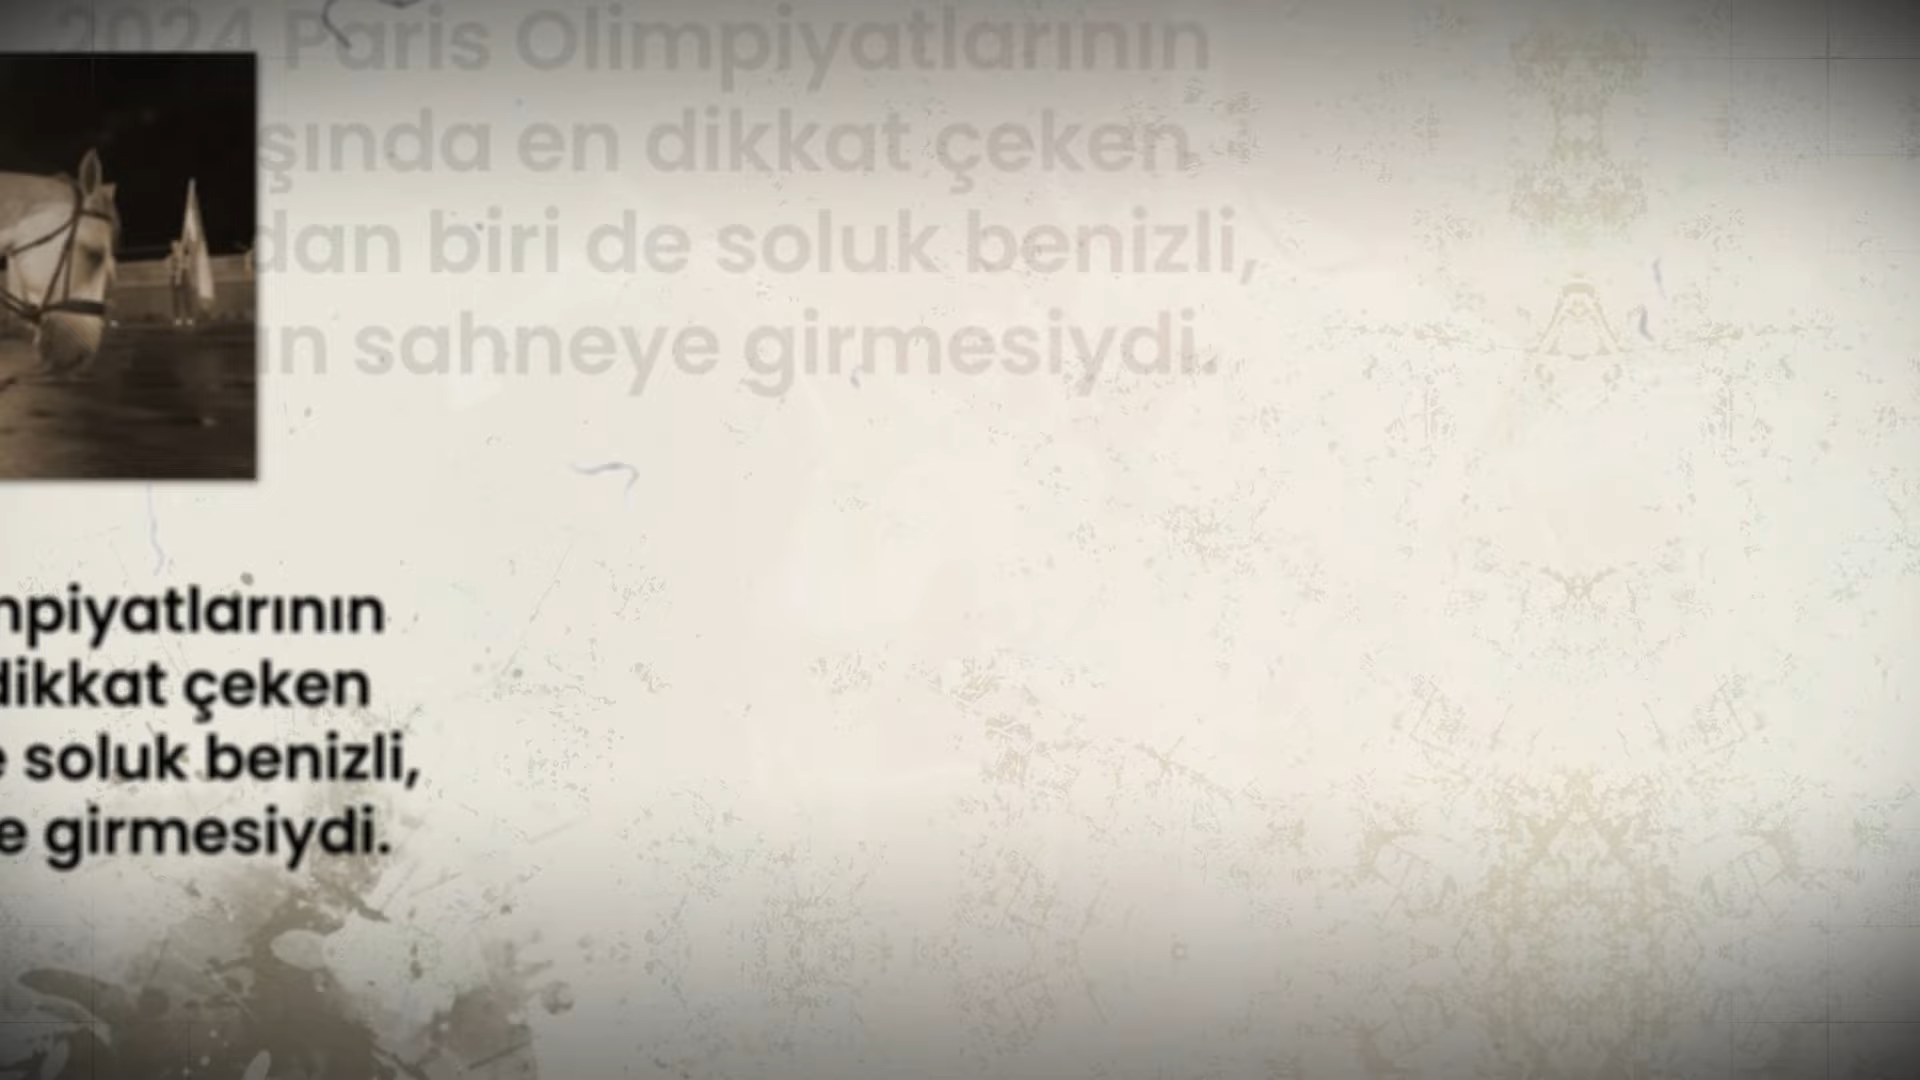 2024 Paris Olimpiyatlarının
şında en dikkat çeken
dan biri de soluk benizli,
n sahneye girmesiydi.
mpiyatlarının
dikkat çeken
e soluk benizli,
e girmesiydi.